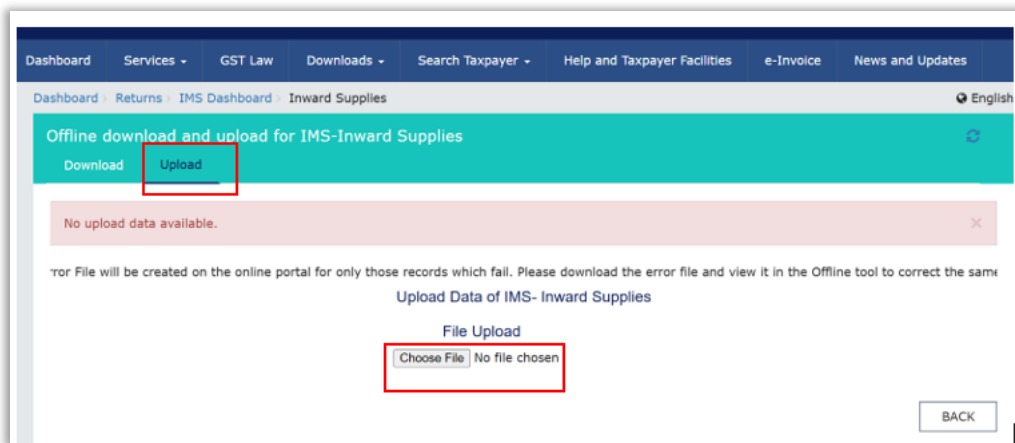 Dashboard Services GST Law Downloads Search Taxpayer Help and Taxpayer Facilities e-Invoice News and Updates
Dashboard > Returns > IMS Dashboard > Inward Supplies English
Offline download and upload for IMS-Inward Supplies
Download Upload
No upload data available.
File will be created on the online portal for only those records which fail. Please download the error file and view it in the Offline tool to correct the same
Upload Data of IMS- Inward Supplies
File Upload
Choose File No file chosen
BACK